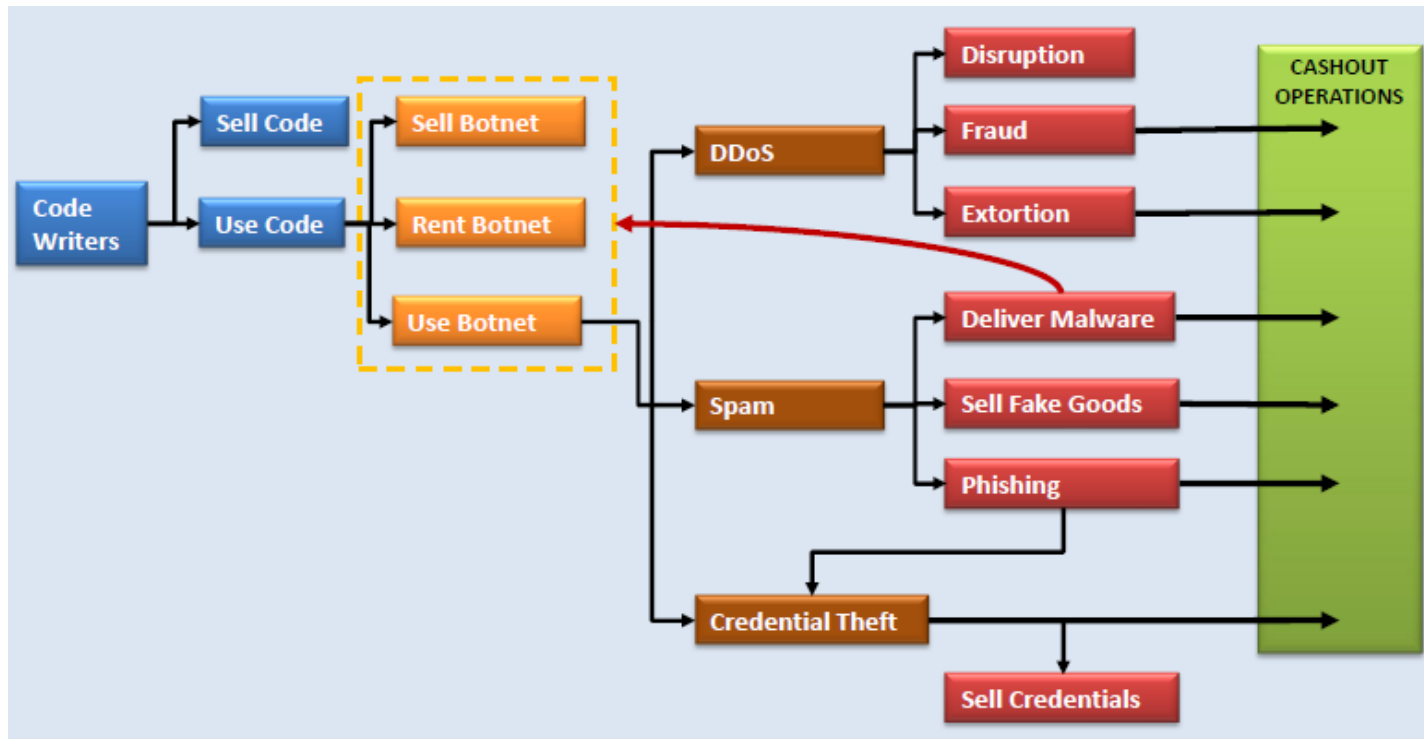 Code
Writers
Sell Code
Use Code
Sell Botnet
Rent Botnet
Use Botnet
DDoS
Spam
Credential Theft
Disruption
Fraud
Extortion
Deliver Malware
Sell Fake Goods
Phishing
Sell Credentials
CASHOUT
OPERATIONS